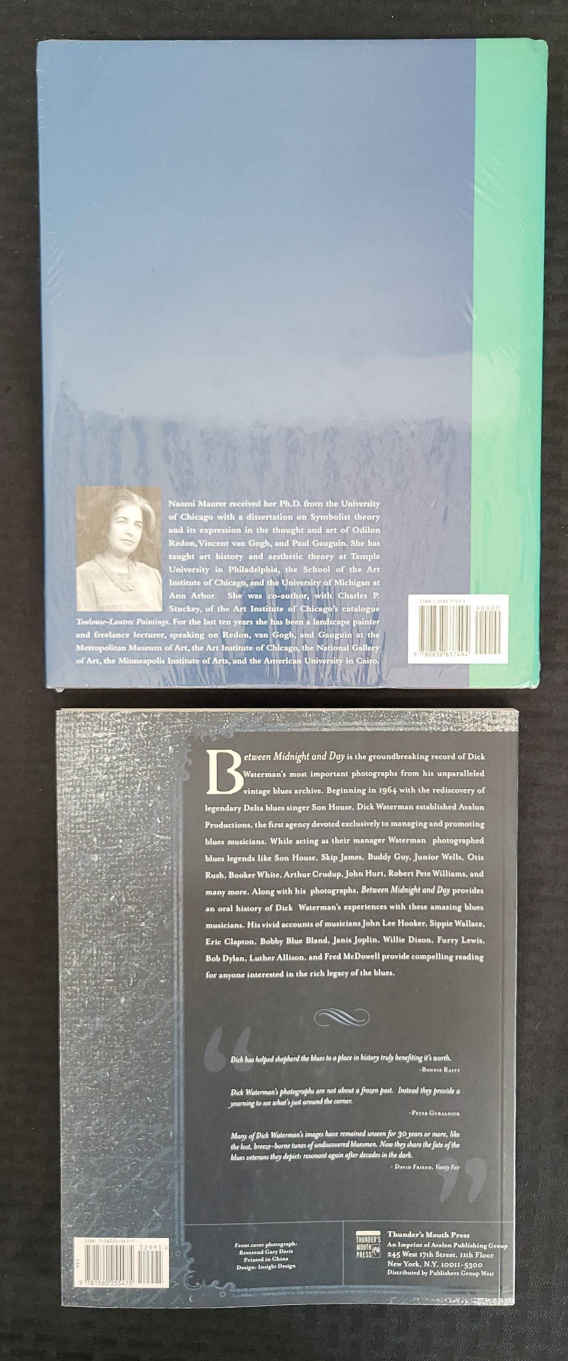 Naomi Maurer received her Ph.D. from the University
of Chicago with a dissertation on Symbolist theory
and its expression in the thought and art of Odilon
Redon, Vincent van Gogh, and Paul Gauguin. She has
taught art history and aesthetic theory at Temple
University in Philadelphia, the School of the Art
Institute of Chicago, and the University of Michigan at
Ann Arbor. She was co-author, with Charles F.
Stuckey, of the Art Institute of Chicago's catalogue
Toulouse-Lautrec Paintings. For the last ten years she has been a landscape painter
and freelance lecturer, speaking on Redon, van Gogh, and Gauguin at the
Metropolitan Museum of Art, the Art Institute of Chicago, the National Gallery
of Art, the Minneapolis Institute of Arts, and the American University in Cairo.
Between Midnight and Day is the groundbreaking record of Dick
Waterman's most important photographs from his unparalleled
vintage blues archive. Beginning in 1964 with the rediscovery of
legendary Delta blues singer Son House, Dick Waterman established Avalon
Productions, the first agency devoted exclusively to managing and promoting
blues musicians. While acting as their manager Waterman photographed
blues legends like Son House, Skip James, Buddy Guy, Junior Wells, Otis
Rush, Booker White, Arthur Crudup, John Hurt, Robert Pete Williams, and
many more. Along with his photographs, Between Midnight and Day provides
an oral history of Dick Waterman's experiences with these amazing blues
musicians. His vivid accounts of musicians John Lee Hooker, Sippie Wallace,
Eric Clapton, Bobby Blue Bland, Janis Joplin, Willie Dixon, Furry Lewis,
Bob Dylan, Luther Allison, and Fred McDowell provide compelling reading
for anyone interested in the rich legacy of the blues.
“
Dick has helped shepherd the blues to a place in history truly benefiting it's worth.
-Bonnie Raitt
Dick Waterman's photographs are not about a frozen past. Instead they provide a
journeying to see what's just around the corner.
-Peter Guralnick
Many of Dick Waterman's images have remained unseen for 30 years or more, like
the lost, breeze-borne tunes of undiscovered bluesmen. Now they share the fate of the
blues veterans they depict: resonant again after decades in the dark.
- David Friend, Vanity Fair
”
Front cover photograph:
Reverend Gary Davis
Printed in China
Design: Insight Design
THUNDER'S
MOUTH
PRESS
Thunder's Mouth Press
An Imprint of Avalon Publishing Group
245 West 17th Street, 11th Floor
New York, N.Y. 10011-5300
Distributed by Publishers Group West